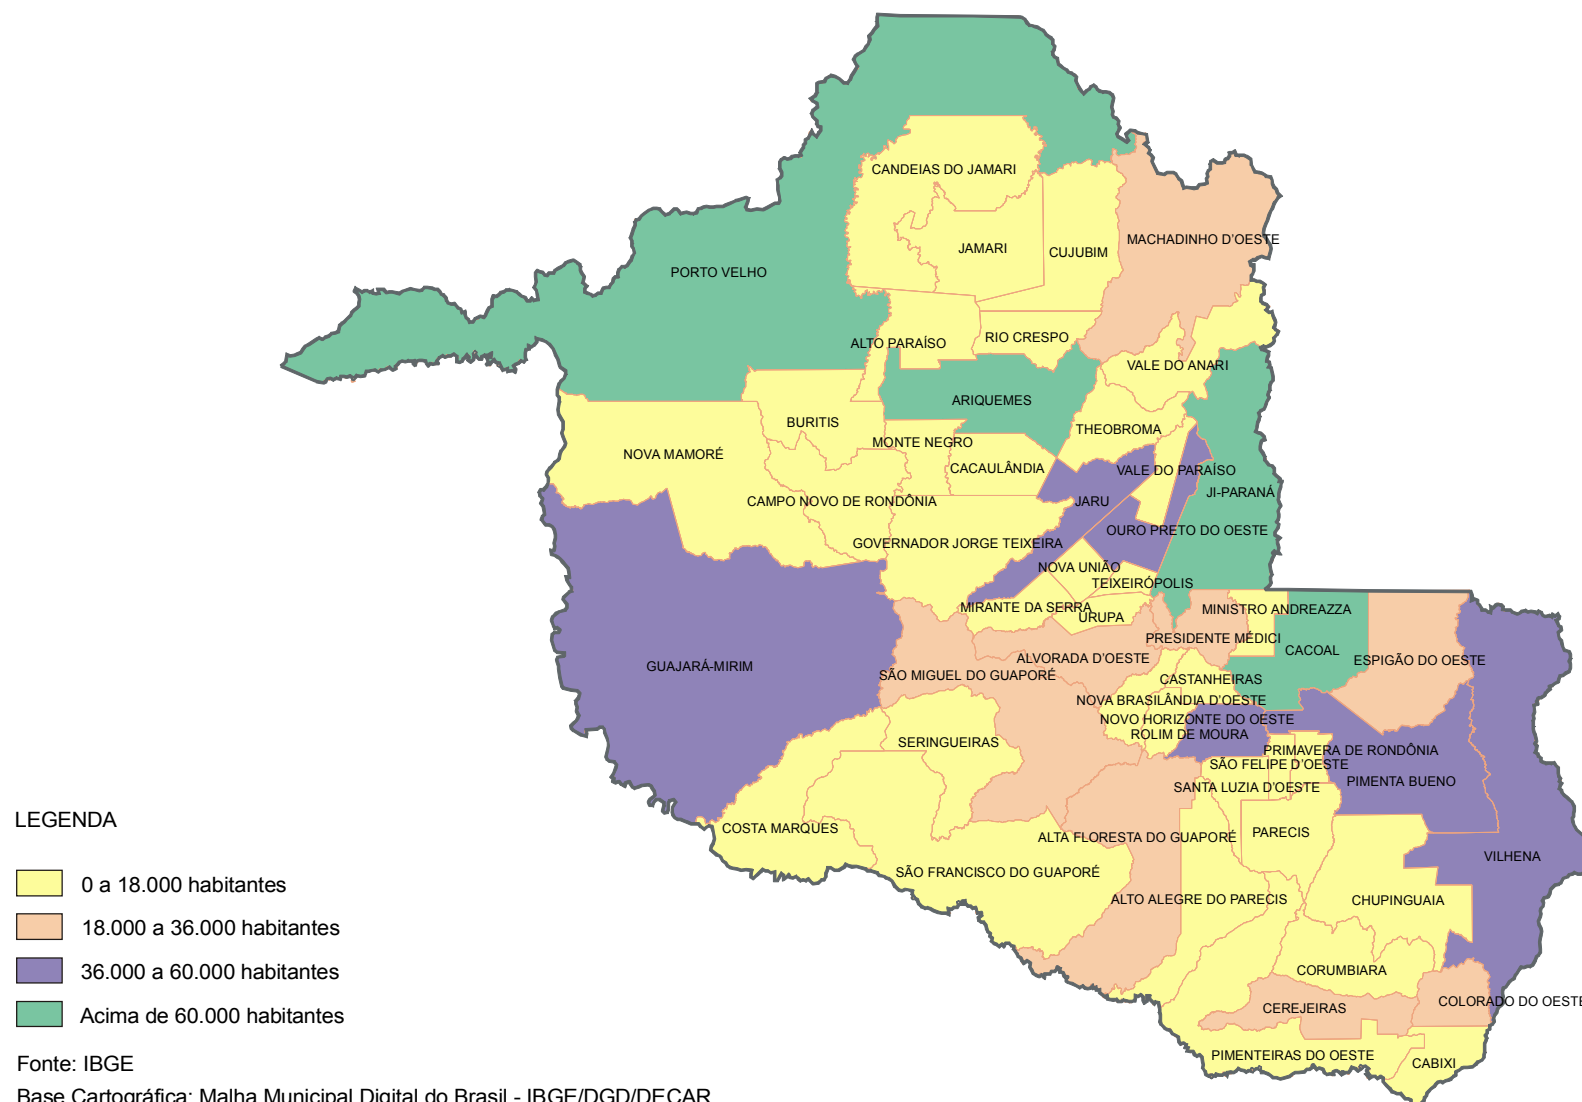 CANDEIAS DO JAMARI
MACHADINHO D'OESTE
JAMARI
CUJUBIM
PORTO VELHO
RIO CRESPO
ALTO PARAÍSO
VALE DO ANARI
ARIQUEMES
BURITIS
THEOBROMA
MONTE NEGRO
NOVA MAMORÉ
CACAULÂNDIA
VALE DO PARAÍSO
JI-PARANÁ
CAMPO NOVO DE RONDÔNIA
JARU
OURO PRETO DO OESTE
GOVERNADOR JORGE TEIXEIRA
NOVA UNIÃO
TEIXEIRÓPOLIS
MIRANTE DA SERRA
MINISTRO ANDREAZZA
URUPA
PRESIDENTE MÉDICI
CACOAL
ALVORADA D'OESTE
ESPIGÃO DO OESTE
GUAJARÁ-MIRIM
SÃO MIGUEL DO GUAPORÉ
CASTANHEIRAS
NOVA BRASILÂNDIA D'OESTE
NOVO HORIZONTE DO OESTE
ROLIM DE MOURA
SERINGUEIRAS
PRIMAVERA DE RONDÔNIA
SÃO FELIPE D'OESTE
PIMENTA BUENO
SANTA LUZIA D'OESTE
COSTA MARQUES
ALTA FLORESTA DO GUAPORÉ
PARECIS
VILHENA
SÃO FRANCISCO DO GUAPORÉ
ALTO ALEGRE DO PARECIS
CHUPINGUAIA
CORUMBIARA
COLORADO DO OESTE
CEREJEIRAS
PIMENTEIRAS DO OESTE
CABIXI
LEGENDA
0 a 18.000 habitantes
18.000 a 36.000 habitantes
36.000 a 60.000 habitantes
Acima de 60.000 habitantes
Fonte: IBGE
Base Cartográfica: Malha Municipal Digital do Brasil - IBGE/DGD/DECAR